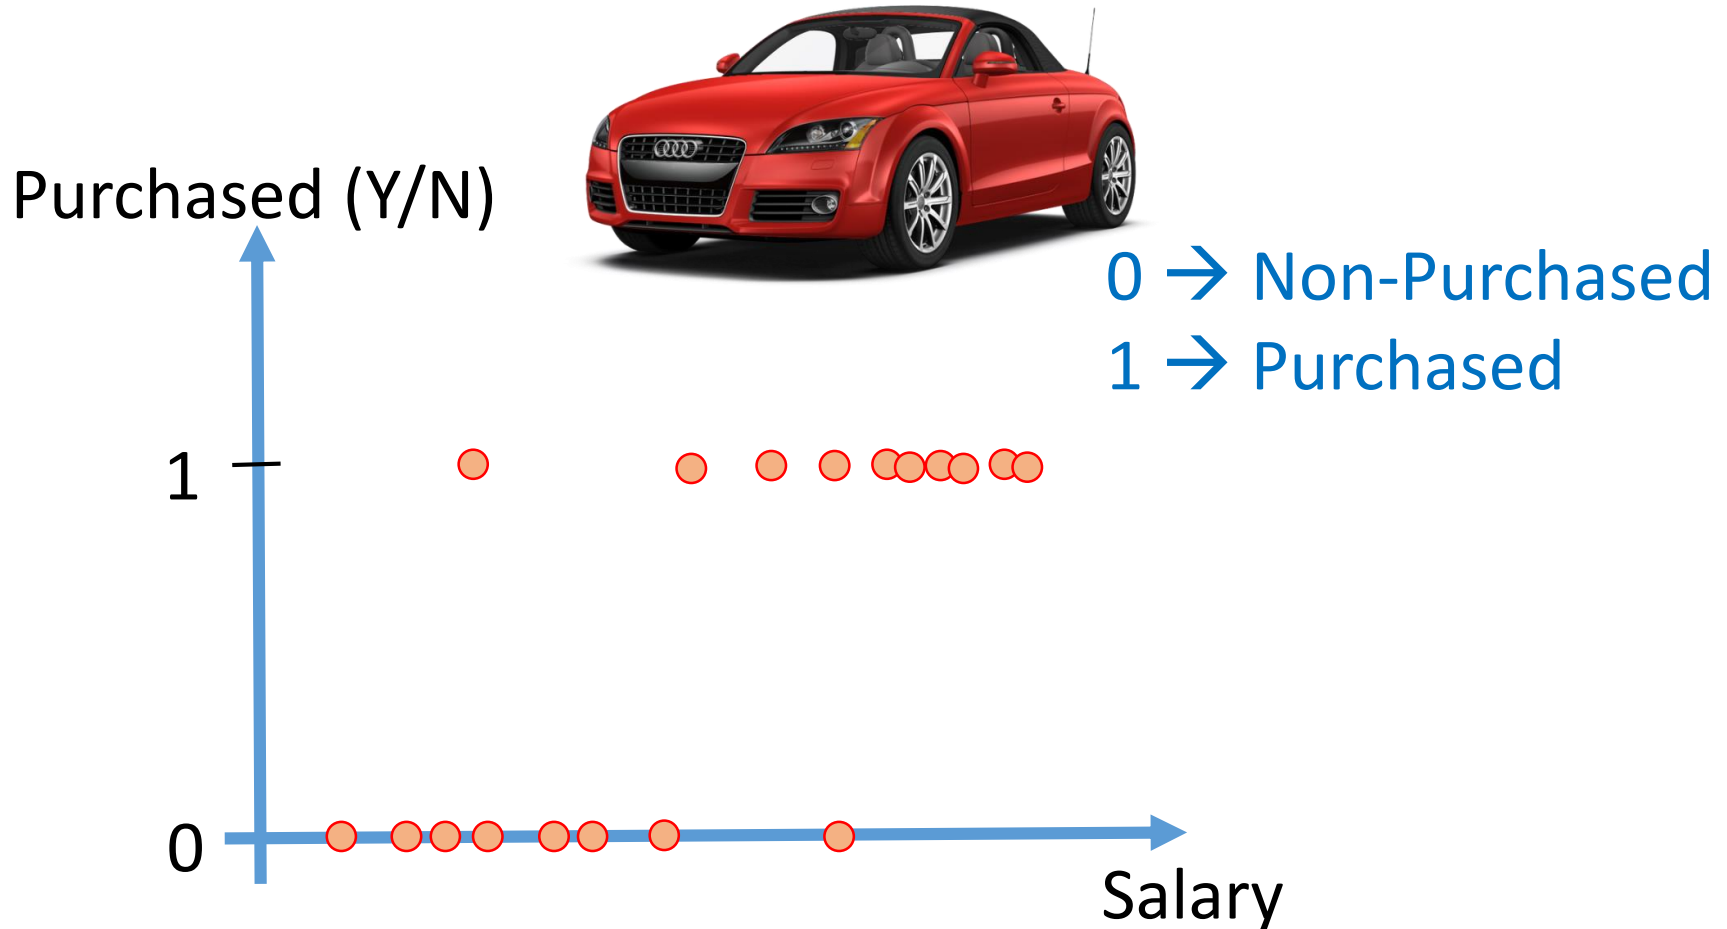 Purchased (Y/N)
0 → Non-Purchased
1 → Purchased
1
0
Salary